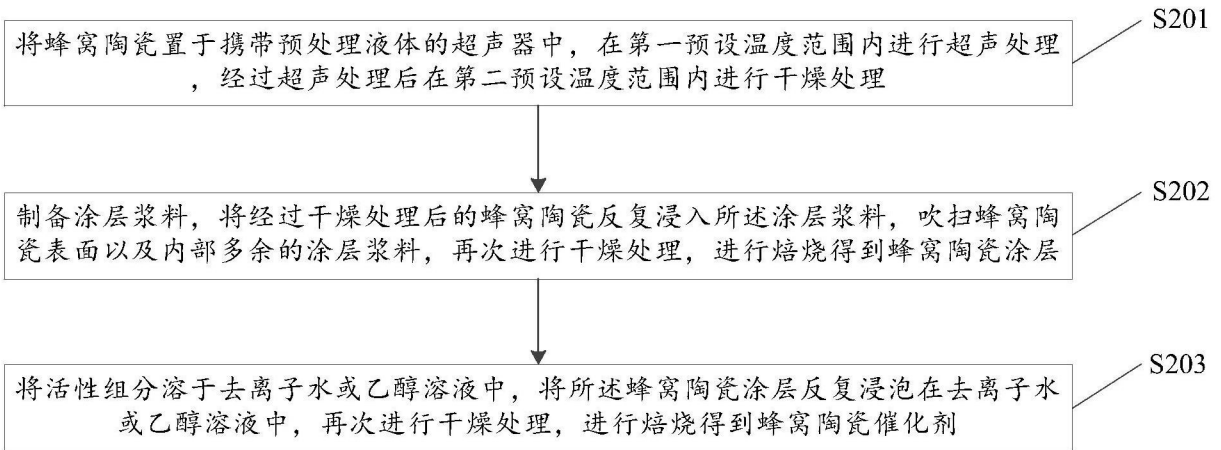 S201
将蜂窝陶瓷置于携带预处理液体的超声器中，在第一预设温度范围内进行超声处理
，经过超声处理后在第二预设温度范围内进行干燥处理
S202
制备涂层浆料，将经过干燥处理后的蜂窝陶瓷反复浸入所述涂层浆料，吹扫蜂窝陶
瓷表面以及内部多余的涂层浆料，再次进行干燥处理，进行焙烧得到蜂窝陶瓷涂层
S203
将活性组分溶于去离子水或乙醇溶液中，将所述蜂窝陶瓷涂层反复浸泡在去离子水
或乙醇溶液中，再次进行干燥处理，进行焙烧得到蜂窝陶瓷催化剂